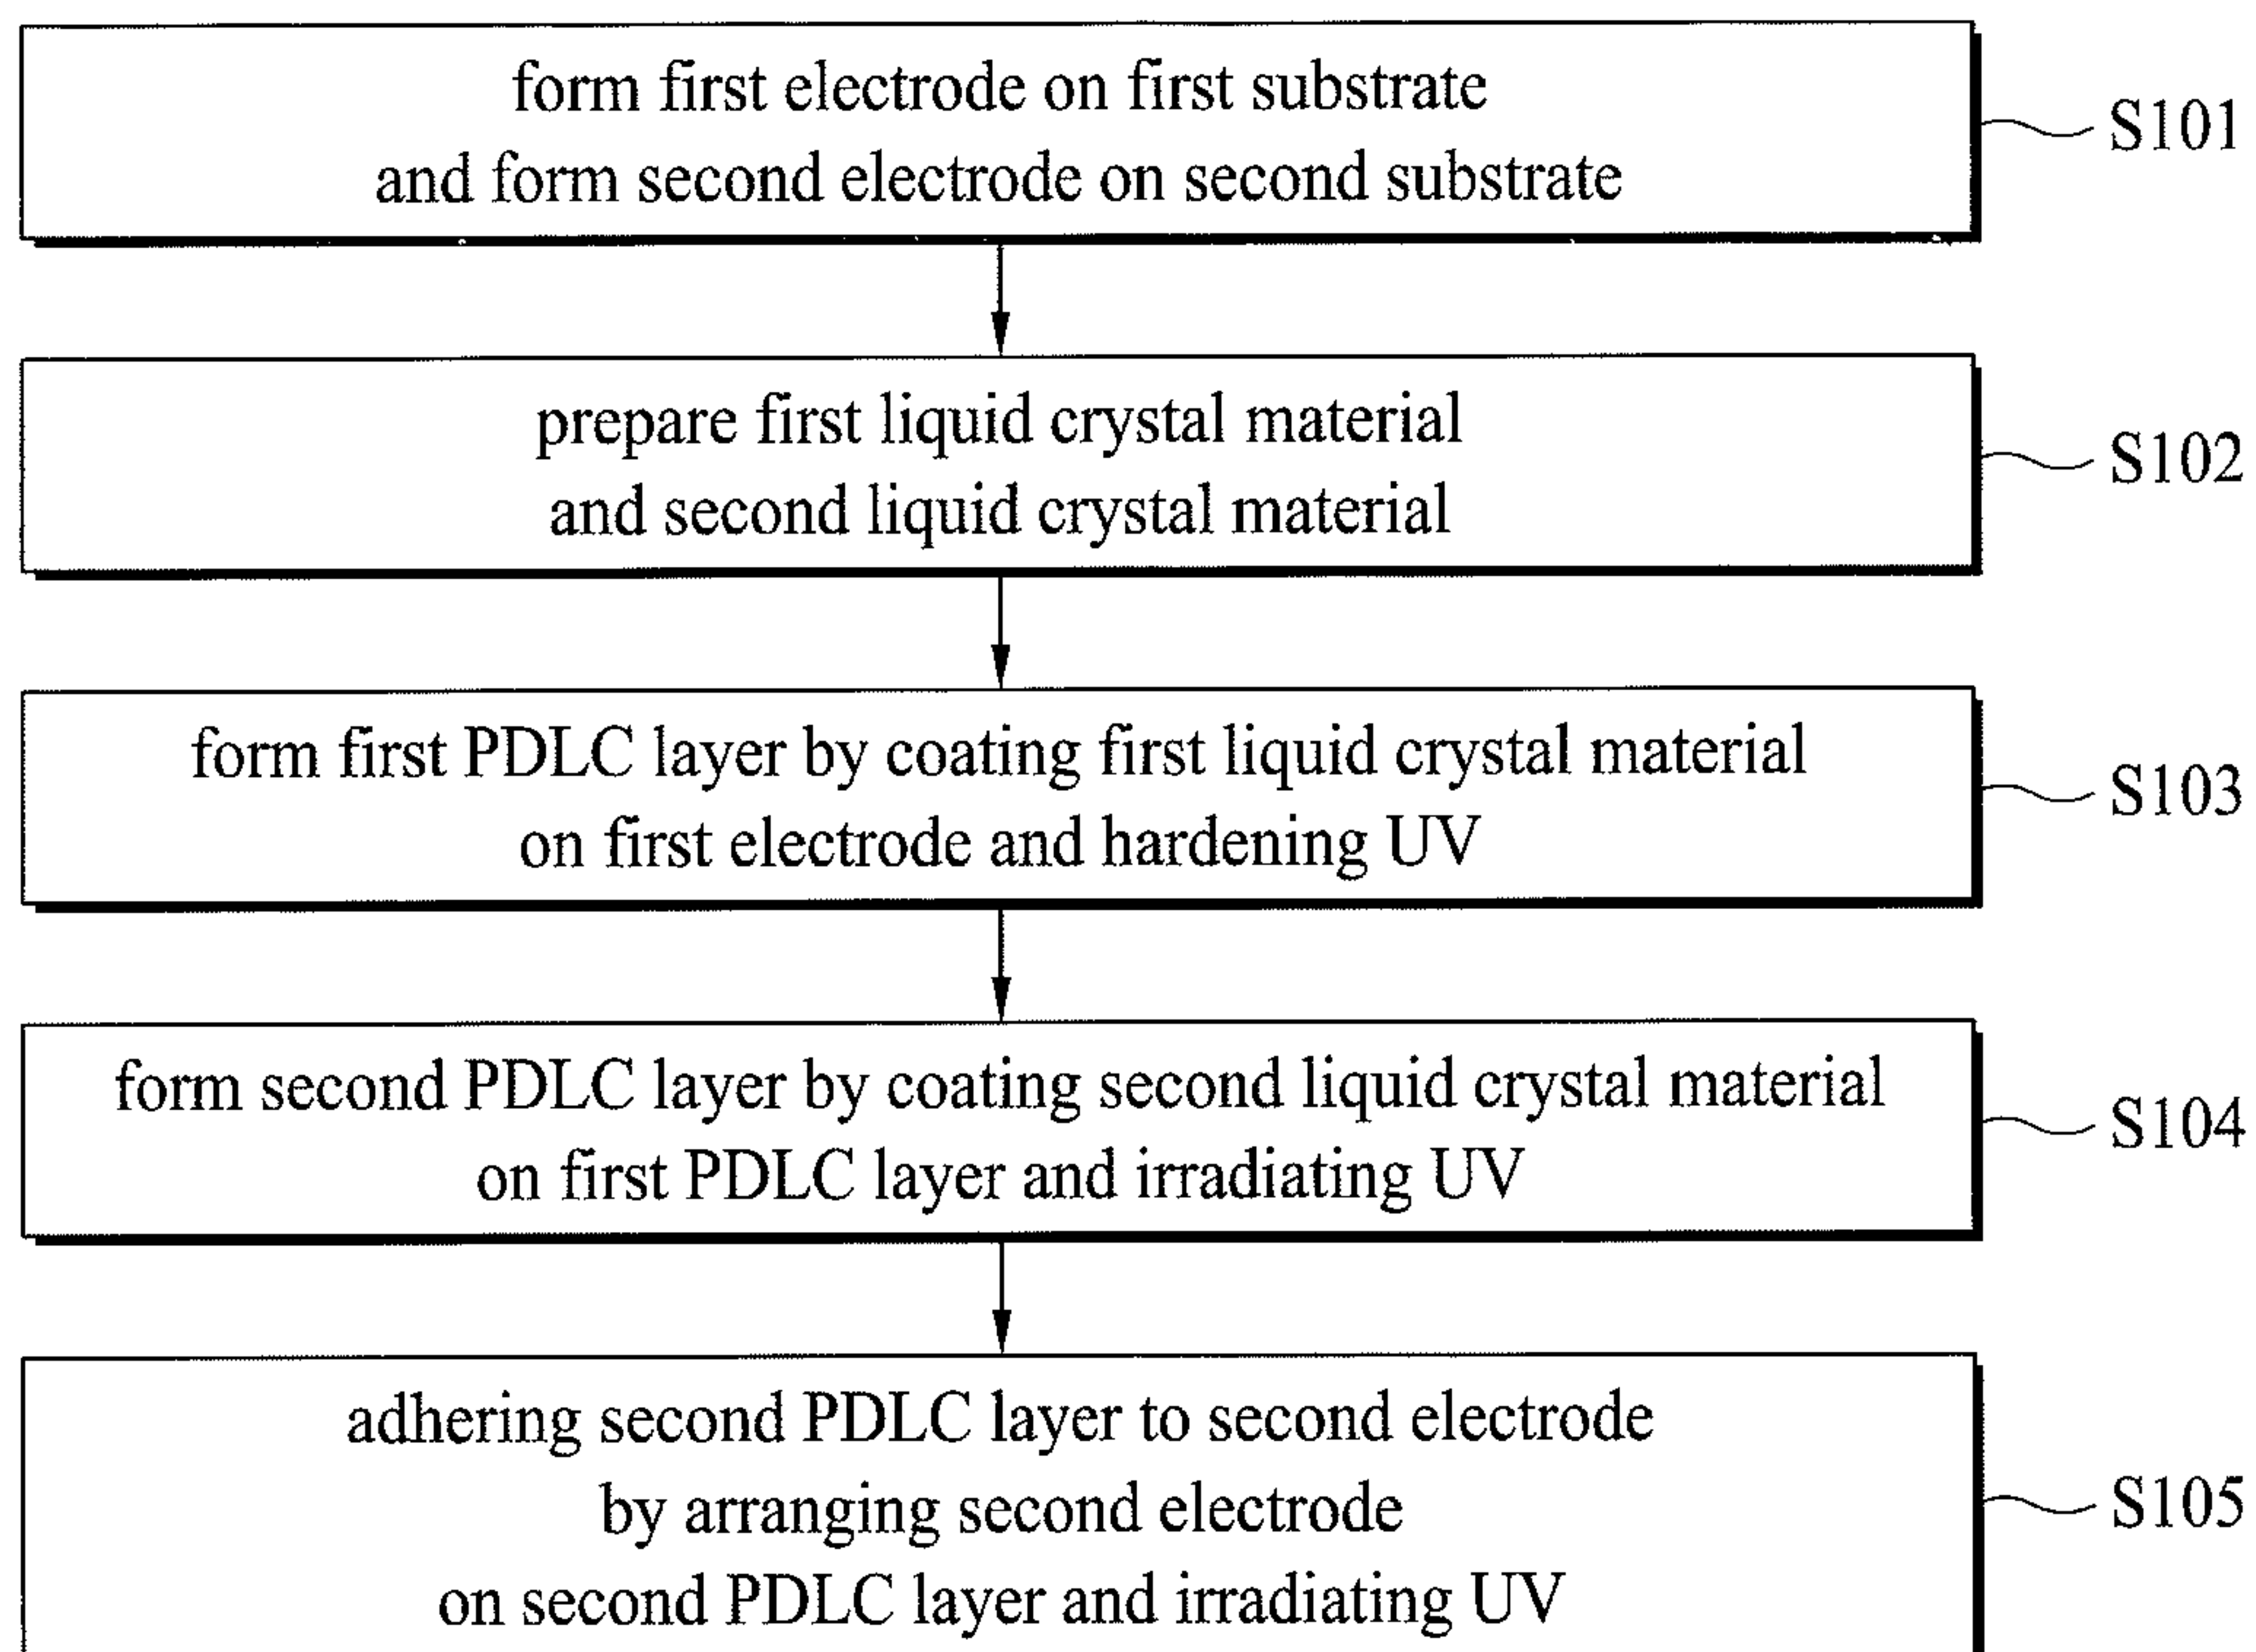 form first electrode on first substrate
and form second electrode on second substrate
S101
prepare first liquid crystal material
and second liquid crystal material
S102
form first PDLC layer by coating first liquid crystal material
on first electrode and hardening UV
S103
form second PDLC layer by coating second liquid crystal material
on first PDLC layer and irradiating UV
S104
adhering second PDLC layer to second electrode
by arranging second electrode
on second PDLC layer and irradiating UV
S105